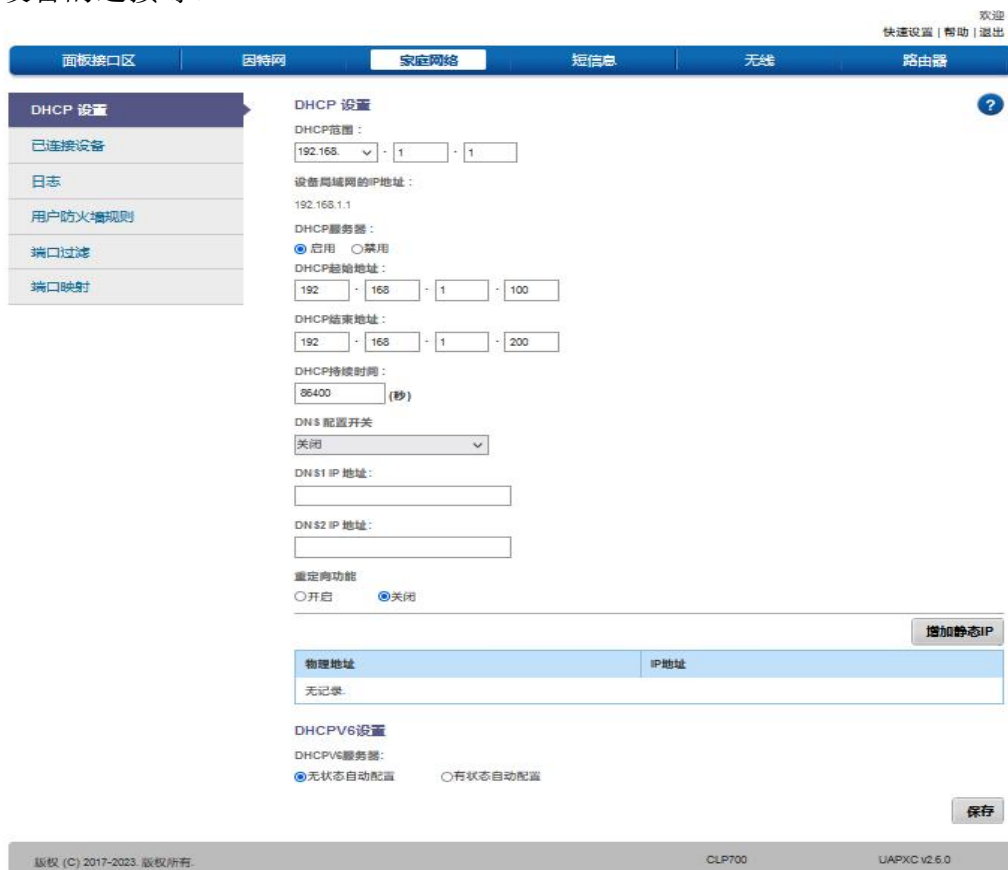 欢迎
快速设置 | 帮助 | 退出
面板接口区 因特网 家庭网络 短信息 无线 路由器
DHCP 设置
已连接设备
日志
用户防火墙规则
端口过滤
端口映射
DHCP 设置
?
DHCP范围:
192.168. - 1 - 1
设备局域网的IP地址:
192.168.1.1
DHCP服务器:
启用 禁用
DHCP起始地址:
192 - 168 - 1 - 100
DHCP结束地址:
192 - 168 - 1 - 200
DHCP持续时间:
86400 (秒)
DNS 配置开关
关闭
DNS1 IP 地址:
DNS2 IP 地址:
重定向功能
开启 关闭
增加静态IP
物理地址 IP地址
无记录.
DHCPV6设置
DHCPV6服务器:
无状态自动配置 有状态自动配置
保存
版权 (C) 2017-2023. 版权所有. CLP700 UAPXC v2.6.0